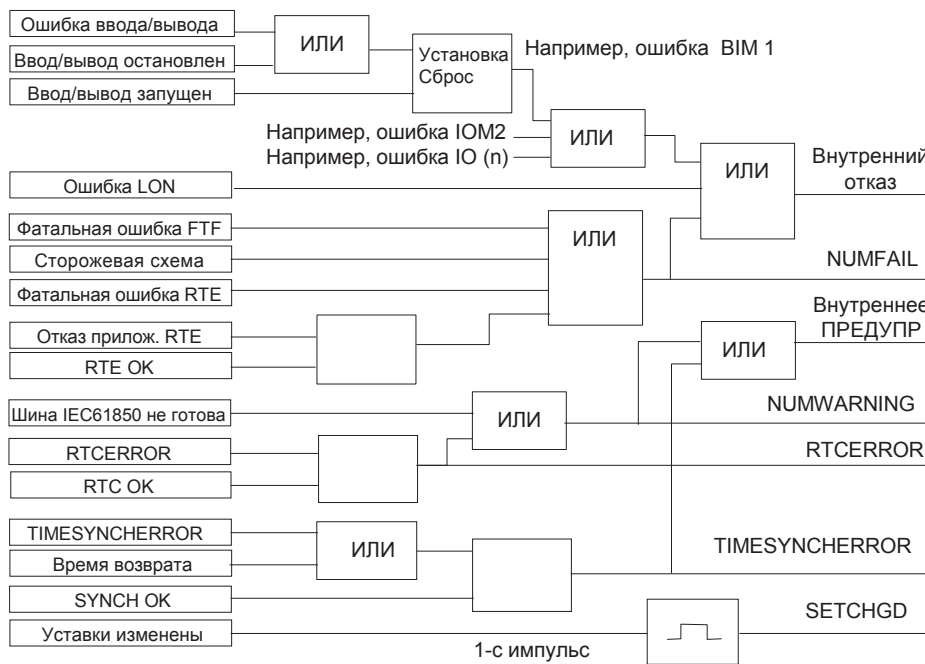 Ошибка ввода/вывода
Ввод/вывод остановлен
Ввод/вывод запущен
ИЛИ
Установка
Сброс
Например, ошибка BIM 1
Например, ошибка IOM2
Например, ошибка IO (n)
ИЛИ
Ошибка LON
ИЛИ
Внутренний
отказ
Фатальная ошибка FTF
Сторожевая схема
Фатальная ошибка RTE
ИЛИ
NUMFAIL
Отказ прилож. RTE
RTE OK
Внутреннее
ПРЕДУПР
ИЛИ
Шина IEC61850 не готова
ИЛИ
NUMWARNING
RTCERROR
RTC OK
RTCERROR
TIMESYNCHERROR
Время возврата
SYNCH OK
ИЛИ
TIMESYNCHERROR
Уставки изменены
1-с импульс
SETCHGD